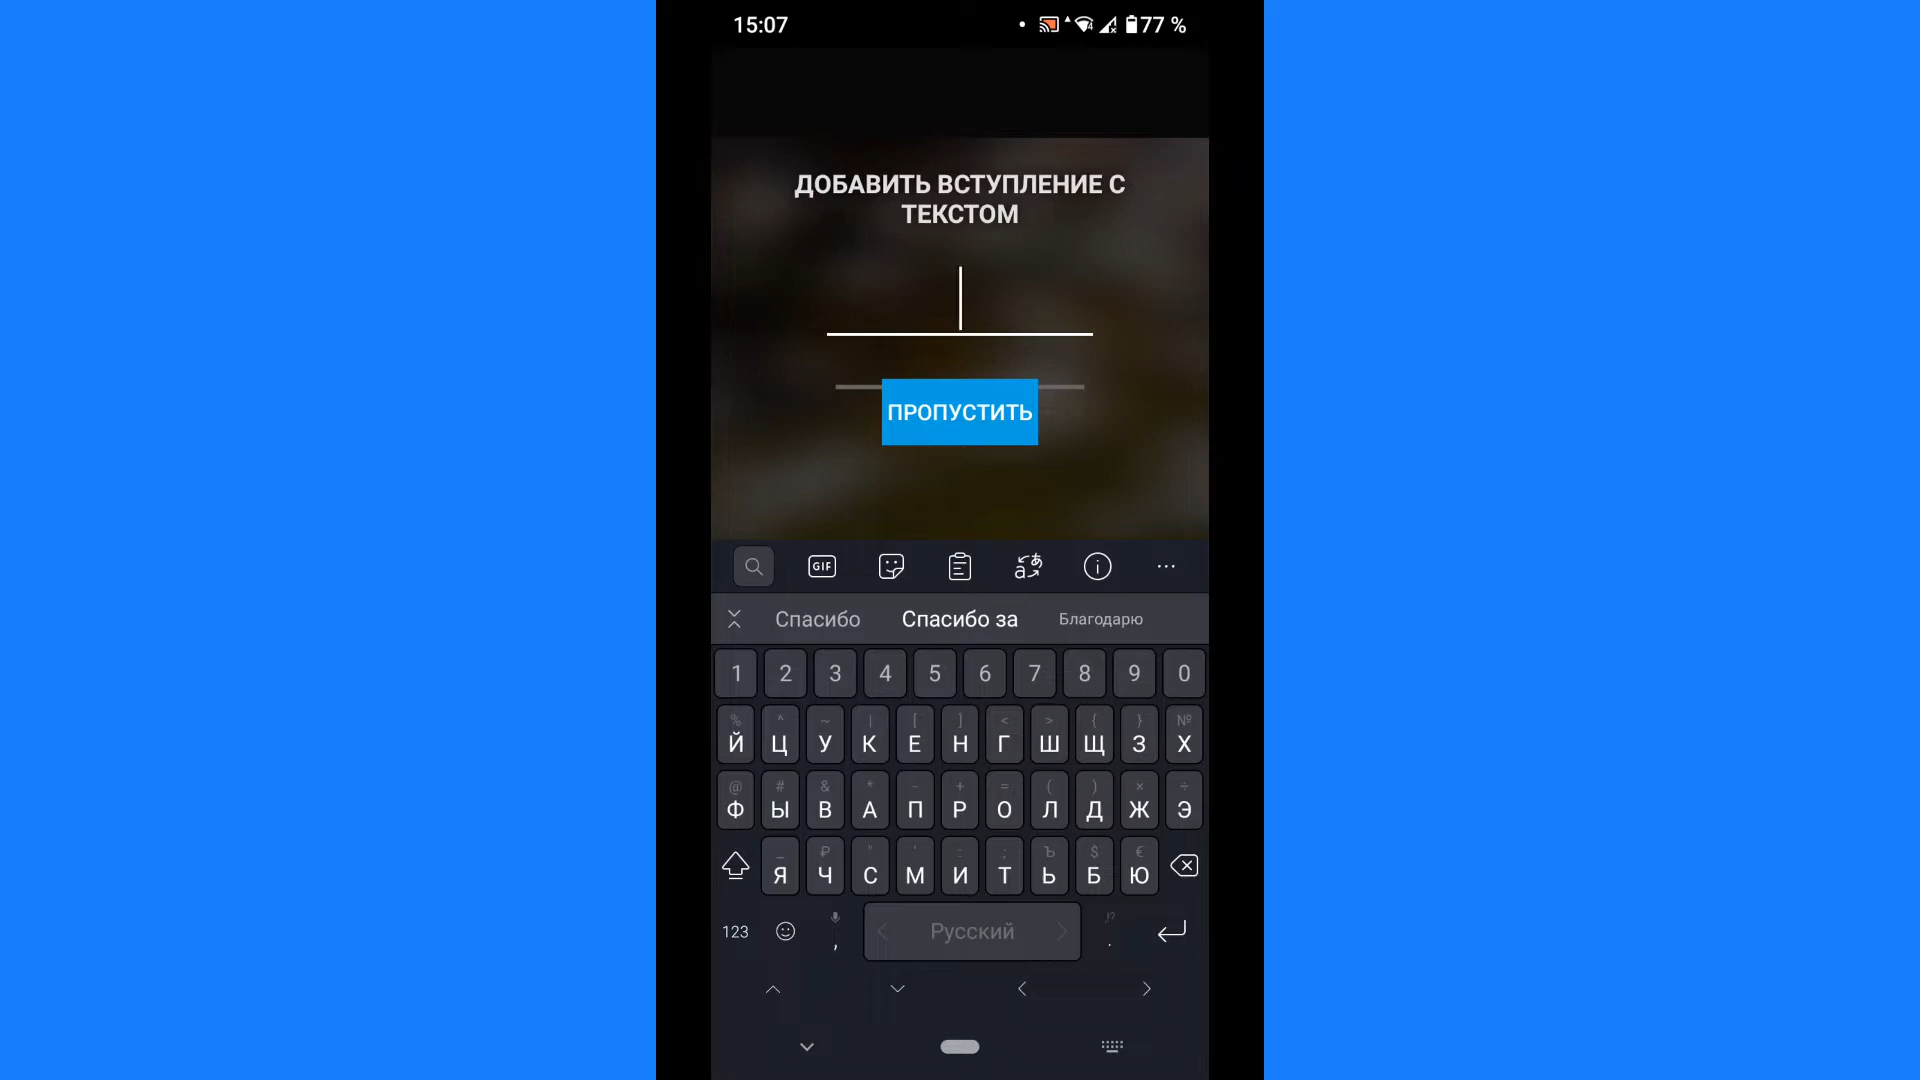 15:07
77 %
ДОБАВИТЬ ВСТУПЛЕНИЕ С
ТЕКСТОМ
ПРОПУСТИТЬ
GIF
Спасибо Спасибо за Благодарю
1 2 3 4 5 6 7 8 9 0
% ^ ~ | [ ] < > { } №
Й Ц У К Е Н Г Ш Щ З Х
@ # & * - + = ( ) × ÷
Ф Ы В А П Р О Л Д Ж Э
_ ₽ " ' : ; Ъ $ €
Я Ч С М И Т Ь Б Ю
123 , Русский .